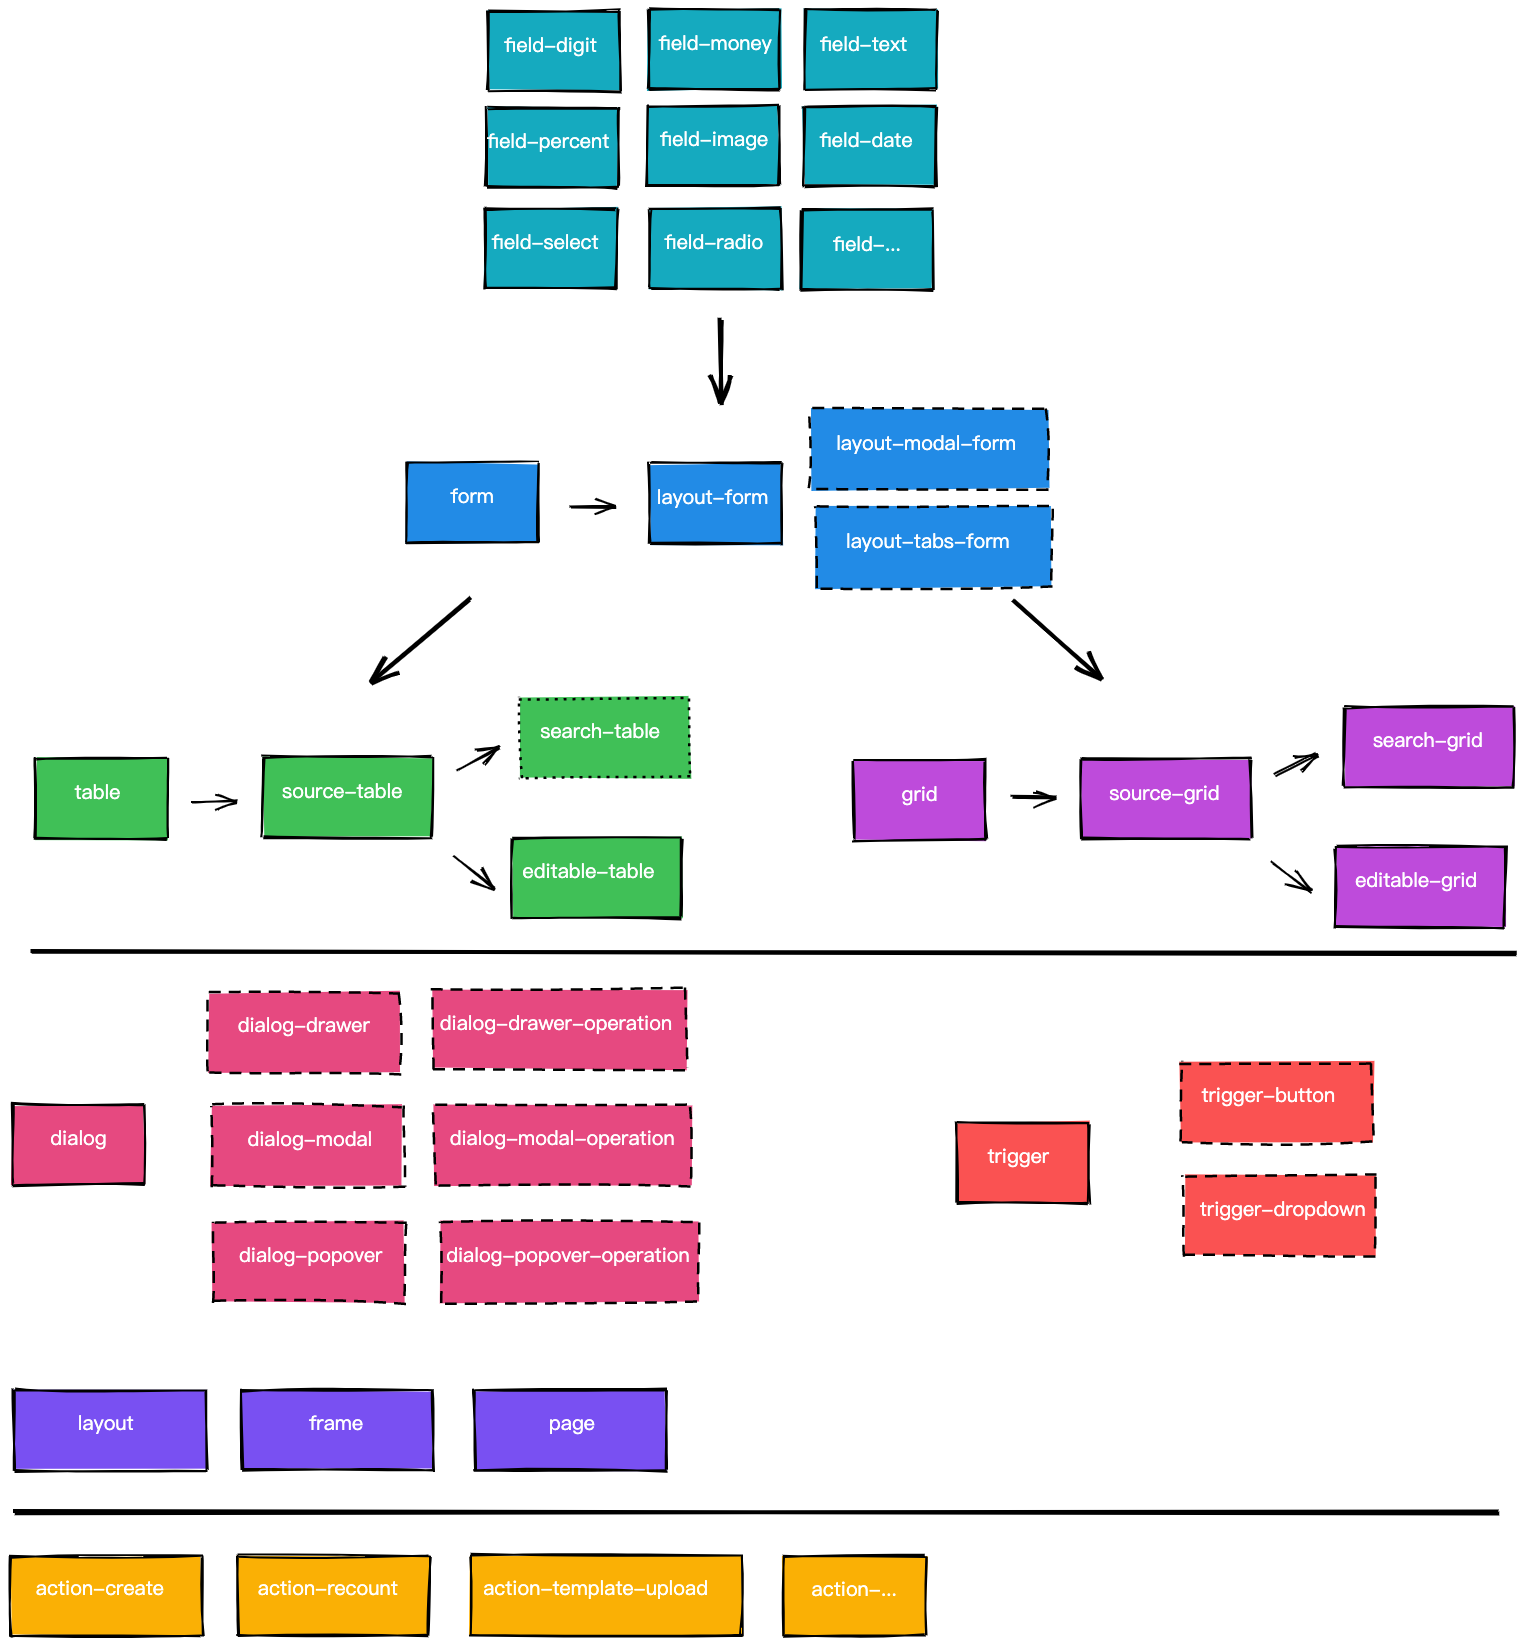 field-digit
field-money
field-text
field-percent
field-image
field-date
field-select
field-radio
field-...
layout-modal-form
form
layout-form
layout-tabs-form
search-table
table
source-table
editable-table
search-grid
grid
source-grid
editable-grid
dialog-drawer
dialog-drawer-operation
dialog
dialog-modal
dialog-modal-operation
dialog-popover
dialog-popover-operation
trigger-button
trigger
trigger-dropdown
layout
frame
page
action-create
action-recount
action-template-upload
action-...